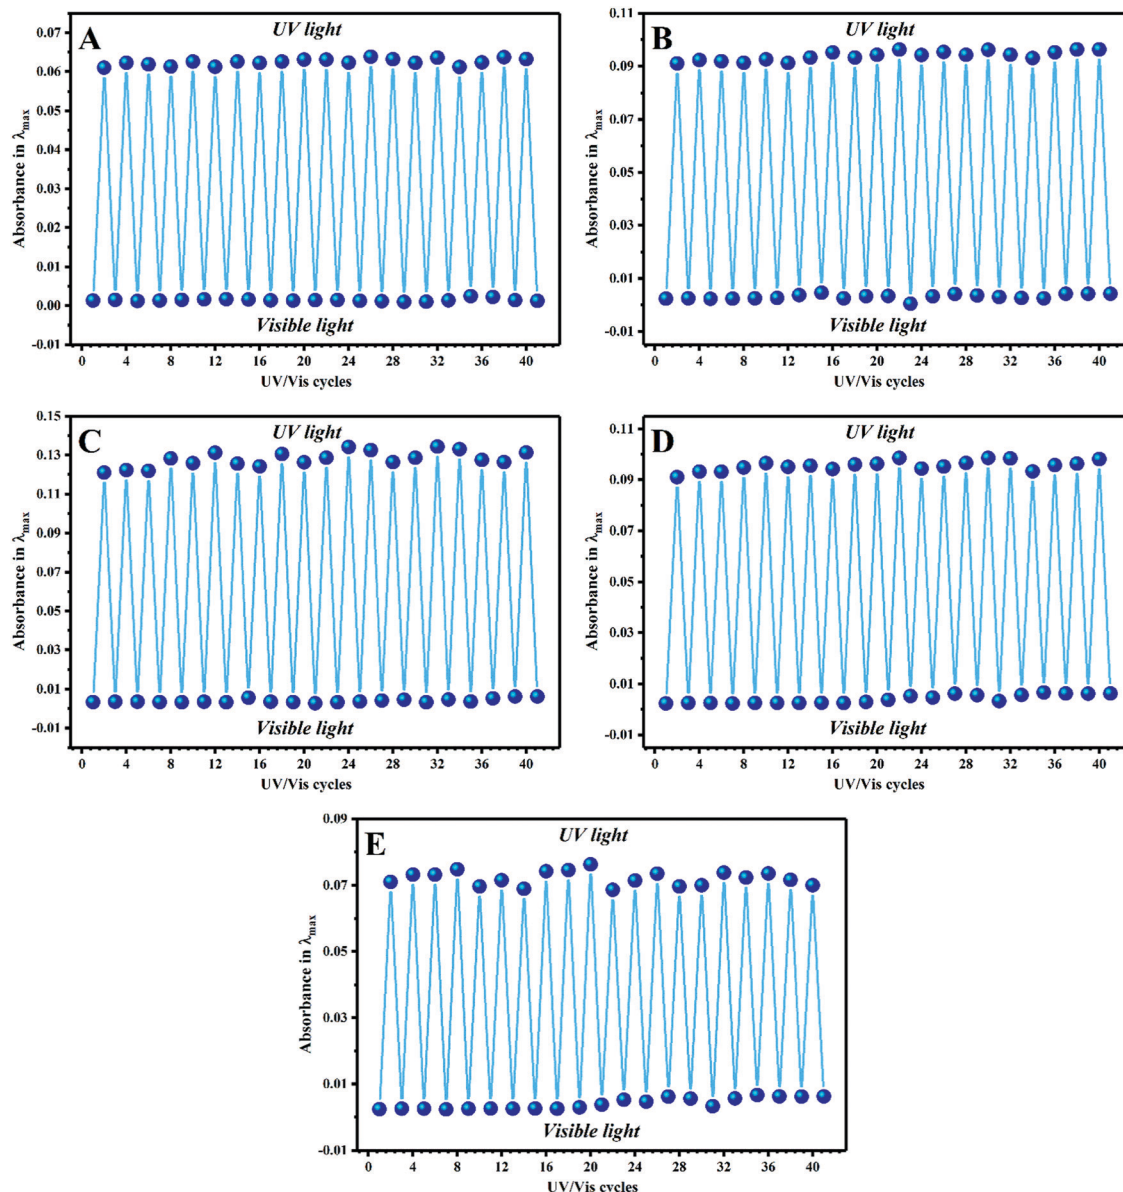 A
UV light
0.07
0.06
0.05
0.04
0.03
0.02
0.01
0.00
-0.01
Absorbance in λmax
Visible light
0 4 8 12 16 20 24 28 32 36 40
UV/Vis cycles
B
UV light
0.11
0.09
0.07
0.05
0.03
0.01
-0.01
Absorbance in λmax
Visible light
0 4 8 12 16 20 24 28 32 36 40
UV/Vis cycles
C
UV light
0.15
0.13
0.11
0.09
0.07
0.05
0.03
0.01
-0.01
Absorbance in λmax
Visible light
0 4 8 12 16 20 24 28 32 36 40
UV/Vis cycles
D
UV light
0.11
0.09
0.07
0.05
0.03
0.01
-0.01
Absorbance in λmax
Visible light
0 4 8 12 16 20 24 28 32 36 40
UV/Vis cycles
E
UV light
0.09
0.07
0.05
0.03
0.01
-0.01
Absorbance in λmax
Visible light
0 4 8 12 16 20 24 28 32 36 40
UV/Vis cycles